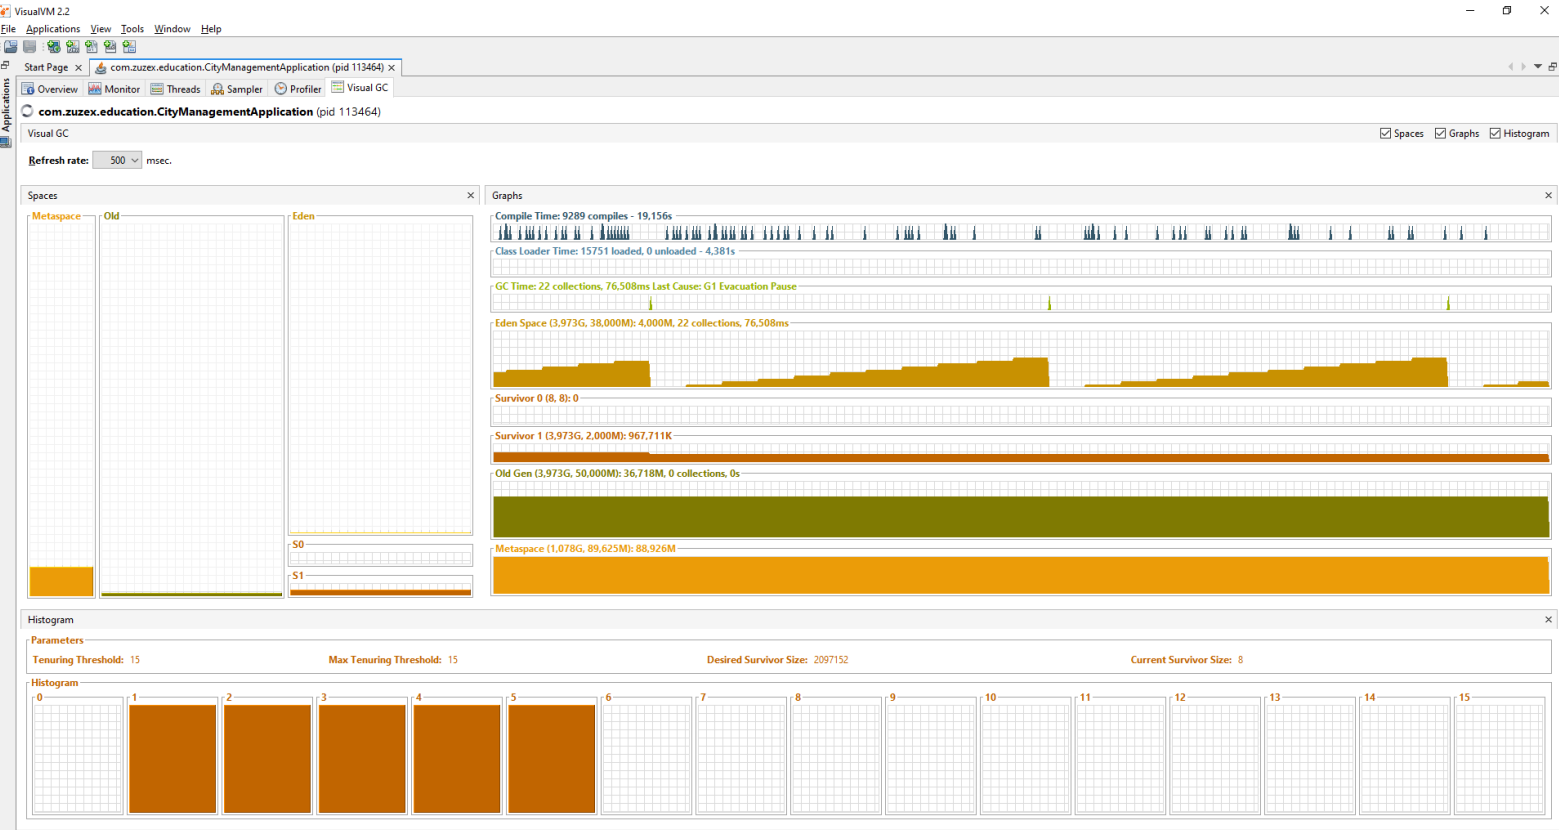 VisualVM 2.2
File Applications View Tools Window Help
Start Page com.zuzex.education.CityManagementApplication (pid 113464)
Applications
Overview Monitor Threads Sampler Profiler Visual GC
com.zuzex.education.CityManagementApplication (pid 113464)
Visual GC Spaces Graphs Histogram
Refresh rate: 500 msec.
Spaces
Metaspace Old Eden
S0
S1
Graphs
Compile Time: 9289 compiles - 19,156s
Class Loader Time: 15751 loaded, 0 unloaded - 4,381s
GC Time: 22 collections, 76,508ms Last Cause: G1 Evacuation Pause
Eden Space (3,973G, 38,000M): 4,000M, 22 collections, 76,508ms
Survivor 0 (8, 8): 0
Survivor 1 (3,973G, 2,000M): 967,711K
Old Gen (3,973G, 50,000M): 36,718M, 0 collections, 0s
Metaspace (1,078G, 89,625M): 88,926M
Histogram
Parameters
Tenuring Threshold: 15 Max Tenuring Threshold: 15 Desired Survivor Size: 2097152 Current Survivor Size: 8
Histogram
0 1 2 3 4 5 6 7 8 9 10 11 12 13 14 15